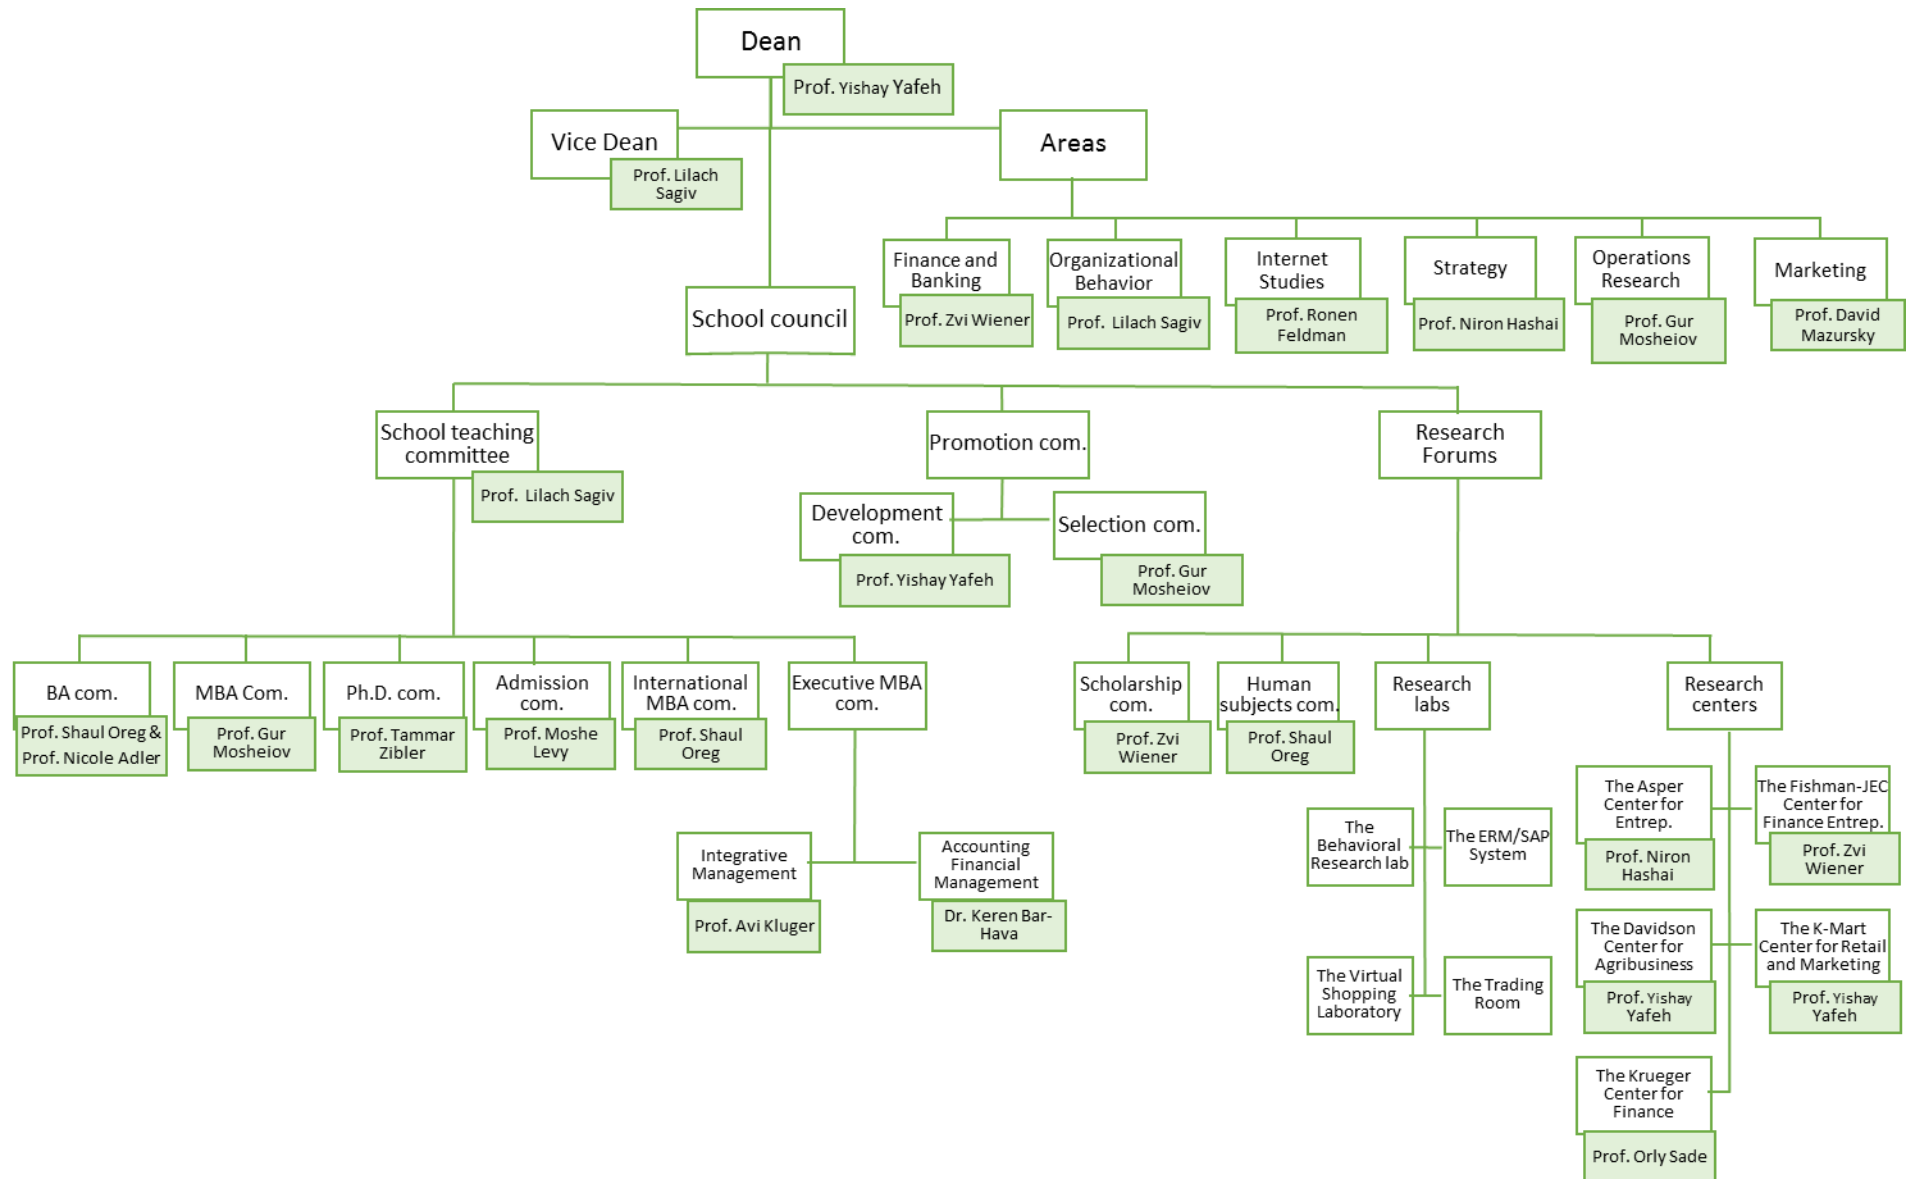 Dean
Prof. Yishay Yafeh
Vice Dean
Prof. Lilach
Sagiv
Areas
Finance and
Banking
Prof. Zvi Wiener
Organizational
Behavior
Prof. Lilach Sagiv
Internet
Studies
Prof. Ronen
Feldman
Strategy
Prof. Niron Hashai
Operations
Research
Prof. Gur
Mosheiov
Marketing
Prof. David
Mazursky
School council
School teaching
committee
Prof. Lilach Sagiv
Promotion com.
Development
com.
Prof. Yishay Yafeh
Selection com.
Prof. Gur
Mosheiov
Research
Forums
BA com.
Prof. Shaul Oreg &
Prof. Nicole Adler
MBA Com.
Prof. Gur
Mosheiov
Ph.D. com.
Prof. Tammar
Zibler
Admission
com.
Prof. Moshe
Levy
International
MBA com.
Prof. Shaul
Oreg
Executive MBA
com.
Integrative
Management
Prof. Avi Kluger
Accounting
Financial
Management
Dr. Keren Bar-
Hava
Scholarship
com.
Prof. Zvi
Wiener
Human
subjects com.
Prof. Shaul
Oreg
Research
labs
The
Behavioral
Research lab
The ERM/SAP
System
The Virtual
Shopping
Laboratory
The Trading
Room
Research
centers
The Asper
Center for
Entrep.
Prof. Niron
Hashai
The Fishman-JEC
Center for
Finance Entrep.
Prof. Zvi
Wiener
The Davidson
Center for
Agribusiness
Prof. Yishay
Yafeh
The K-Mart
Center for Retail
and Marketing
Prof. Yishay
Yafeh
The Krueger
Center for
Finance
Prof. Orly Sade